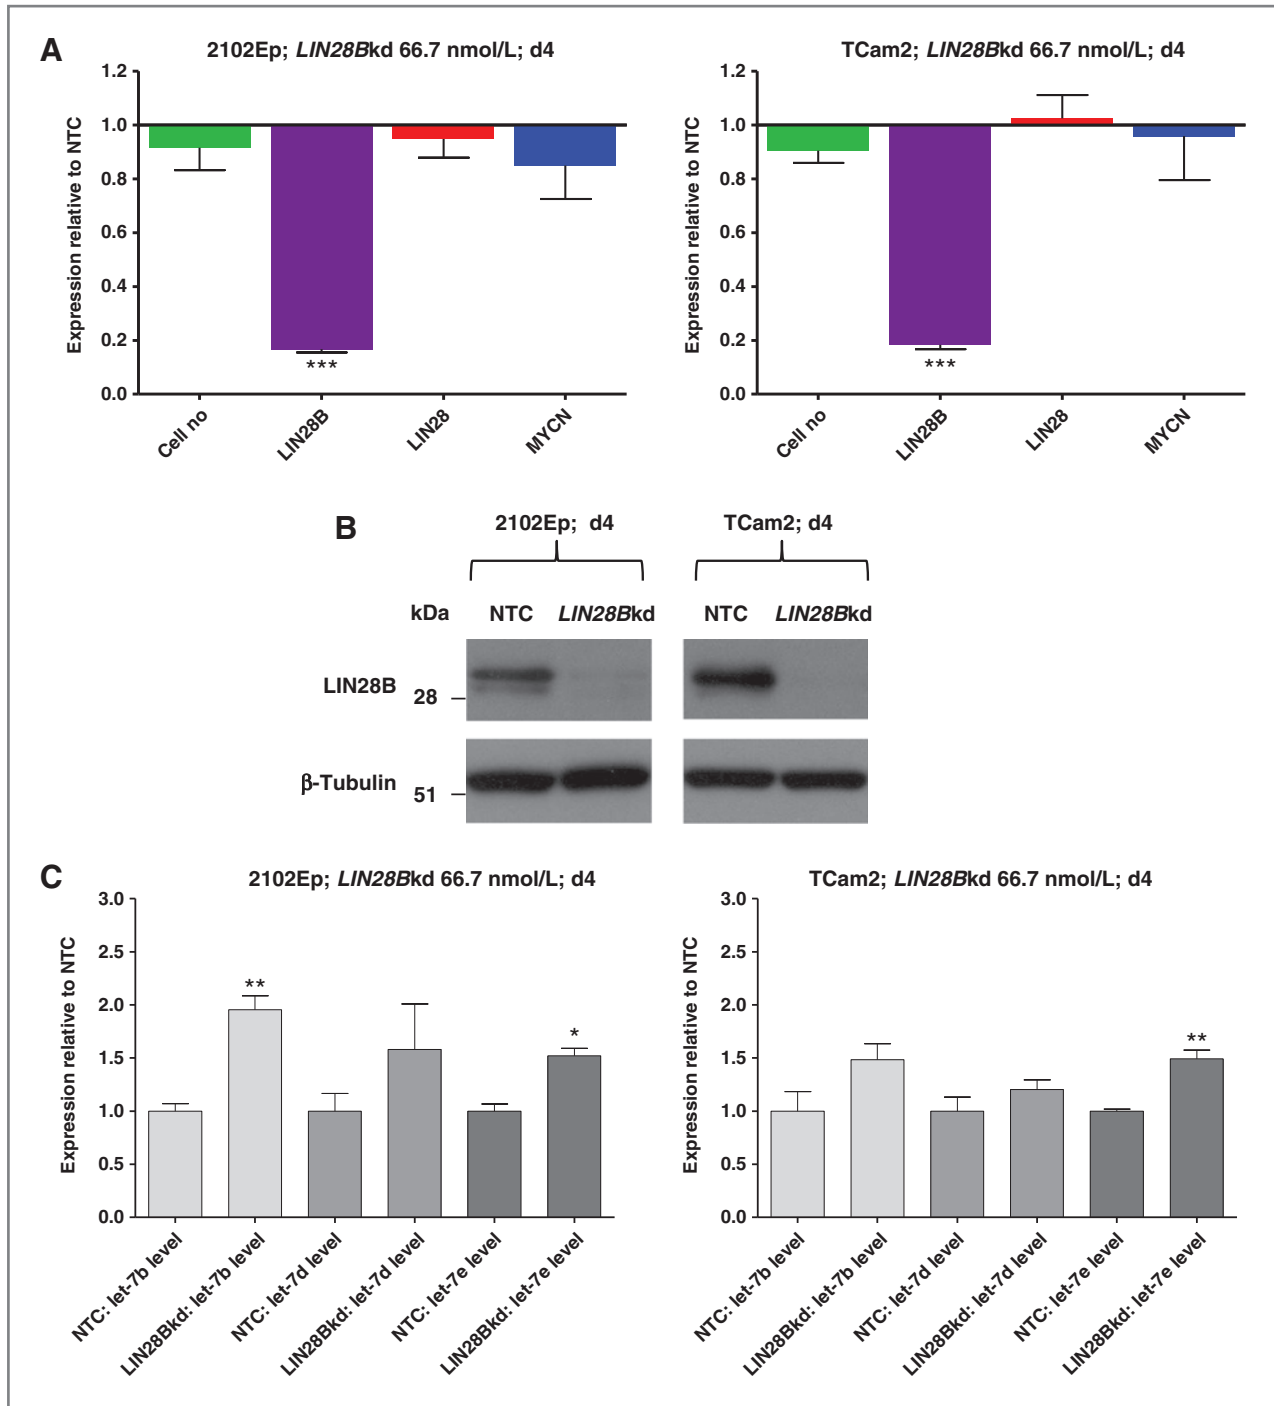 A
2102Ep; LIN28Bkd 66.7 nmol/L; d4
Expression relative to NTC
1.2
1.0
0.8
0.6
0.4
0.2
0.0
***
Cell no
LIN28B
LIN28
MYCN
TCam2; LIN28Bkd 66.7 nmol/L; d4
Expression relative to NTC
1.2
1.0
0.8
0.6
0.4
0.2
0.0
***
Cell no
LIN28B
LIN28
MYCN
B
2102Ep; d4
TCam2; d4
kDa
NTC
LIN28Bkd
NTC
LIN28Bkd
LIN28B
28
β-Tubulin
51
C
2102Ep; LIN28Bkd 66.7 nmol/L; d4
Expression relative to NTC
3.0
2.5
2.0
1.5
1.0
0.5
0.0
**
*
NTC: let-7b level
LIN28Bkd: let-7b level
NTC: let-7d level
LIN28Bkd: let-7d level
NTC: let-7e level
LIN28Bkd: let-7e level
TCam2; LIN28Bkd 66.7 nmol/L; d4
Expression relative to NTC
3.0
2.5
2.0
1.5
1.0
0.5
0.0
**
NTC: let-7b level
LIN28Bkd: let-7b level
NTC: let-7d level
LIN28Bkd: let-7d level
NTC: let-7e level
LIN28Bkd: let-7e level